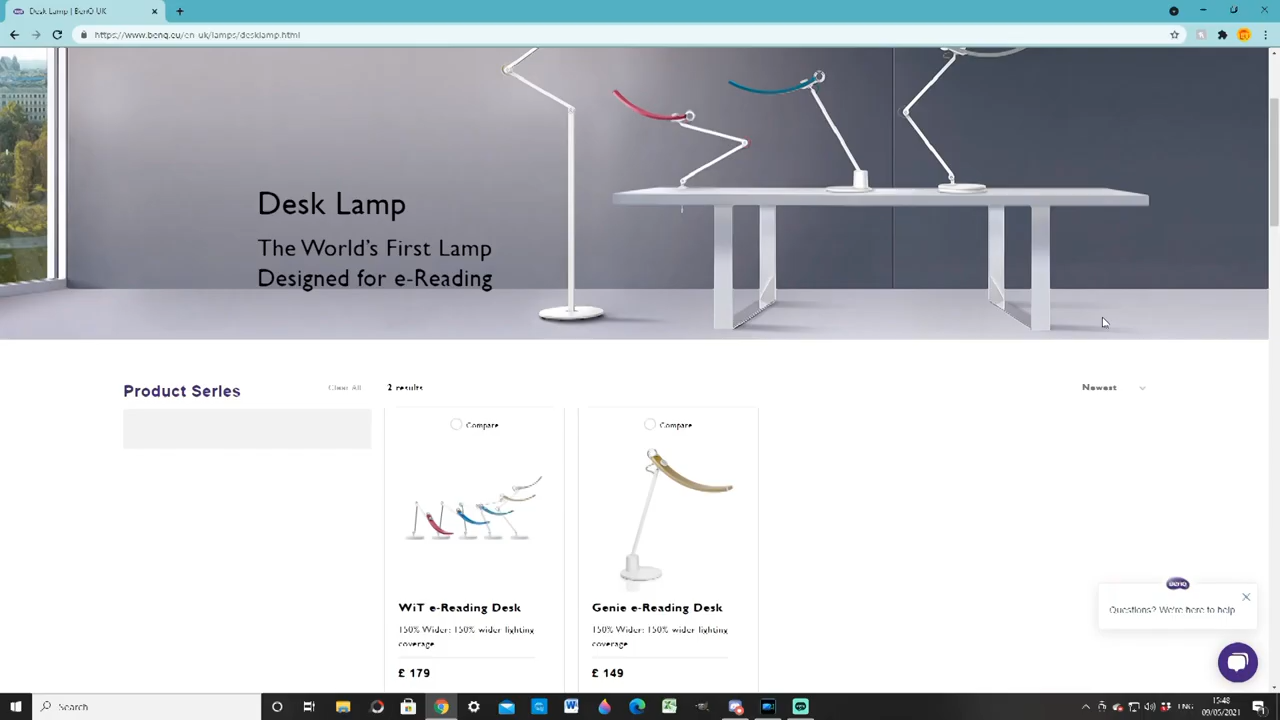 Desk Lamp | BenQ UK
https://www.benq.eu/en-uk/lamps/desklamp.html
Desk Lamp
The World's First Lamp
Designed for e-Reading
Product Series
Clear All
2 results
Newest
Compare
Compare
WiT e-Reading Desk
150% Wider: 150% wider lighting
coverage
£ 179
Genie e-Reading Desk
150% Wider: 150% wider lighting
coverage
£ 149
BenQ
Questions? We're here to help
Search
ENG
15:48
09/05/2021